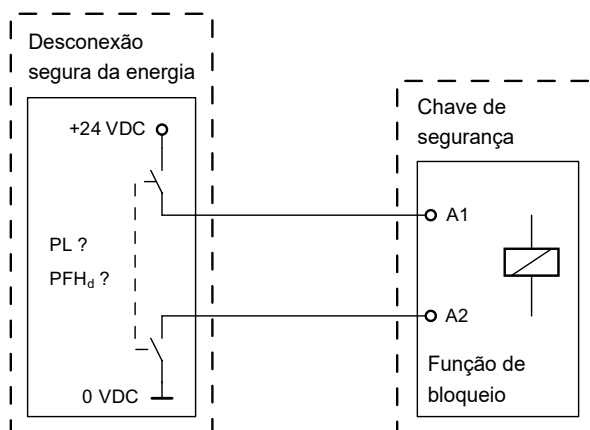 Desconexão
segura da energia
+24 VDC
PL ?
PFHd ?
0 VDC
Chave de
segurança
A1
A2
Função de
bloqueio